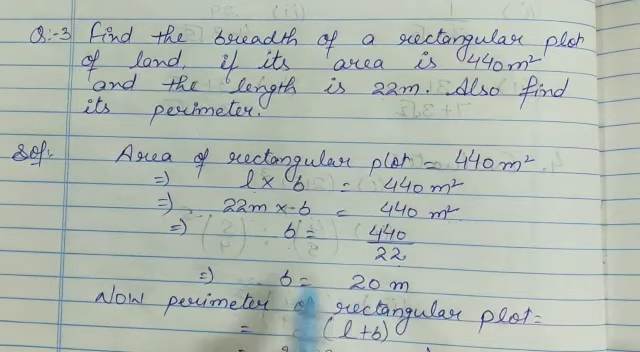 Q:-3 Find the breadth of a rectangular plot
of land, if its area is 440m²
and the length is 22m. Also find
its perimeter.
Sol:- Area of rectangular plot = 440 m².
=) l x b = 440 m²
=) 22m x b = 440 m²
=) b = 440
22
=) b = 20 m
Now perimeter of rectangular plot =
= (l+b)